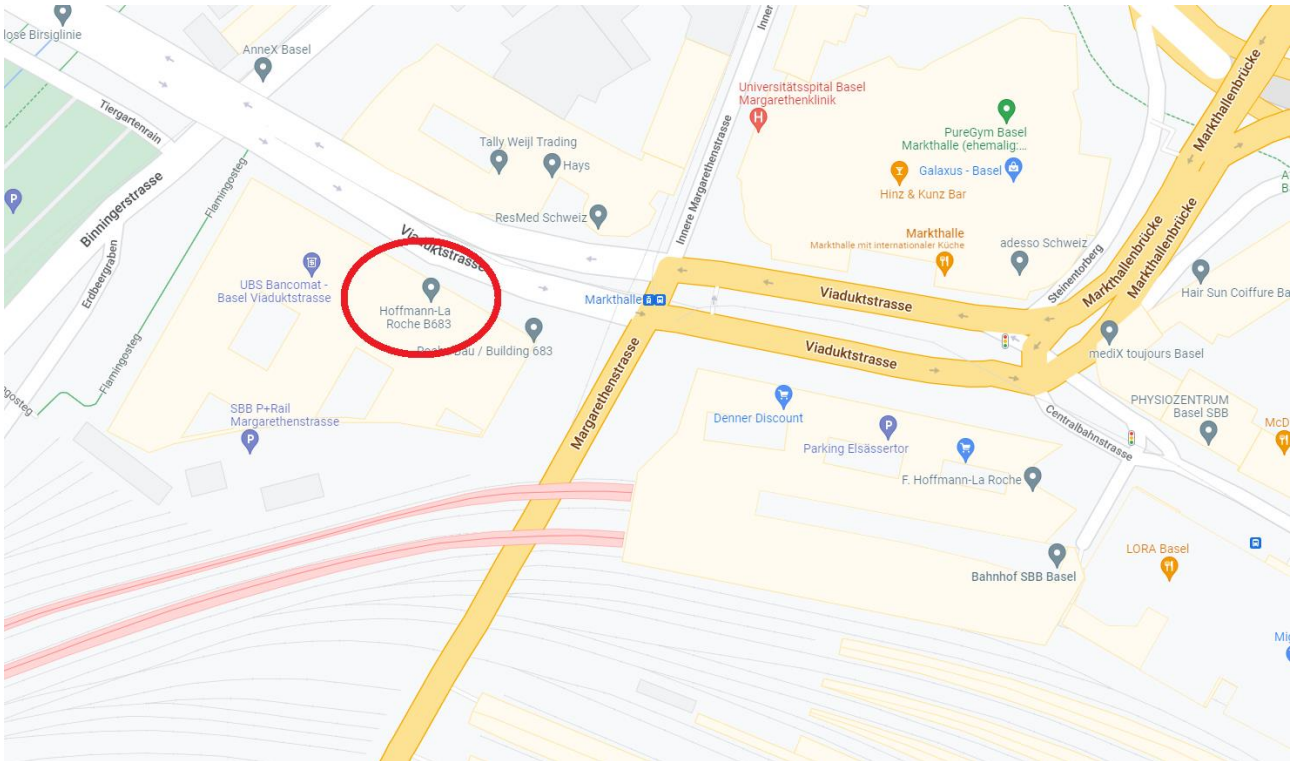 lose Birsiglinie
AnneX Basel
Inner
Markthallenbrücke
Tiergartenrain
Universitätsspital Basel
Margarethenklinik
PureGym Basel
Markthalle (ehemalig:...
Tally Weijl Trading
Hays
Galaxus - Basel
Hinz & Kunz Bar
Binningerstrasse
Flamingosteg
Inner Margarethenstrasse
ResMed Schweiz
Viaduktstrasse
Markthalle
Markthalle mit internationaler Küche
adesso Schweiz
Markthallenbrücke
Markthallenbrücke
Steinentorberg
Erdbeergraben
UBS Bancomat -
Basel Viaduktstrasse
Hoffmann-La
Roche B683
Markthalle
Viaduktstrasse
Hair Sun Coiffure Ba
Building 683
Viaduktstrasse
mediX toujours Basel
Flamingosteg
ngosteg
Margarethenstrasse
SBB P+Rail
Margarethenstrasse
Denner Discount
Parking Elsässertor
Centralbahnstrasse
PHYSIOZENTRUM
Basel SBB
McD
F. Hoffmann-La Roche
Bahnhof SBB Basel
LORA Basel
Mig